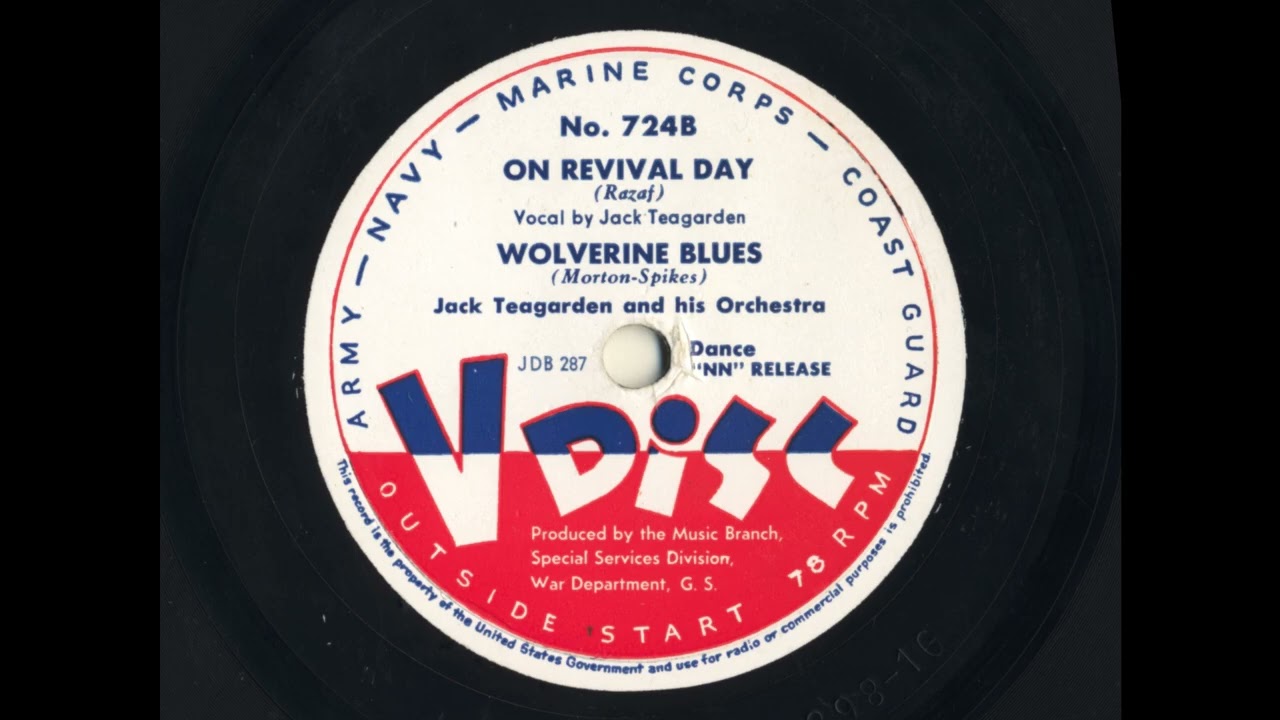 ARMY — NAVY — MARINE CORPS — COAST GUARD
No. 724B
ON REVIVAL DAY
(Razaf)
Vocal by Jack Teagarden
WOLVERINE BLUES
(Morton-Spikes)
Jack Teagarden and his Orchestra
JDB 287
Dance
"NN" RELEASE
V DiSC
Produced by the Music Branch,
Special Services Division,
War Department, G. S.
OUTSIDE START 78 RPM
This record is the property of the United States Government and use for radio or commercial purposes is prohibited.